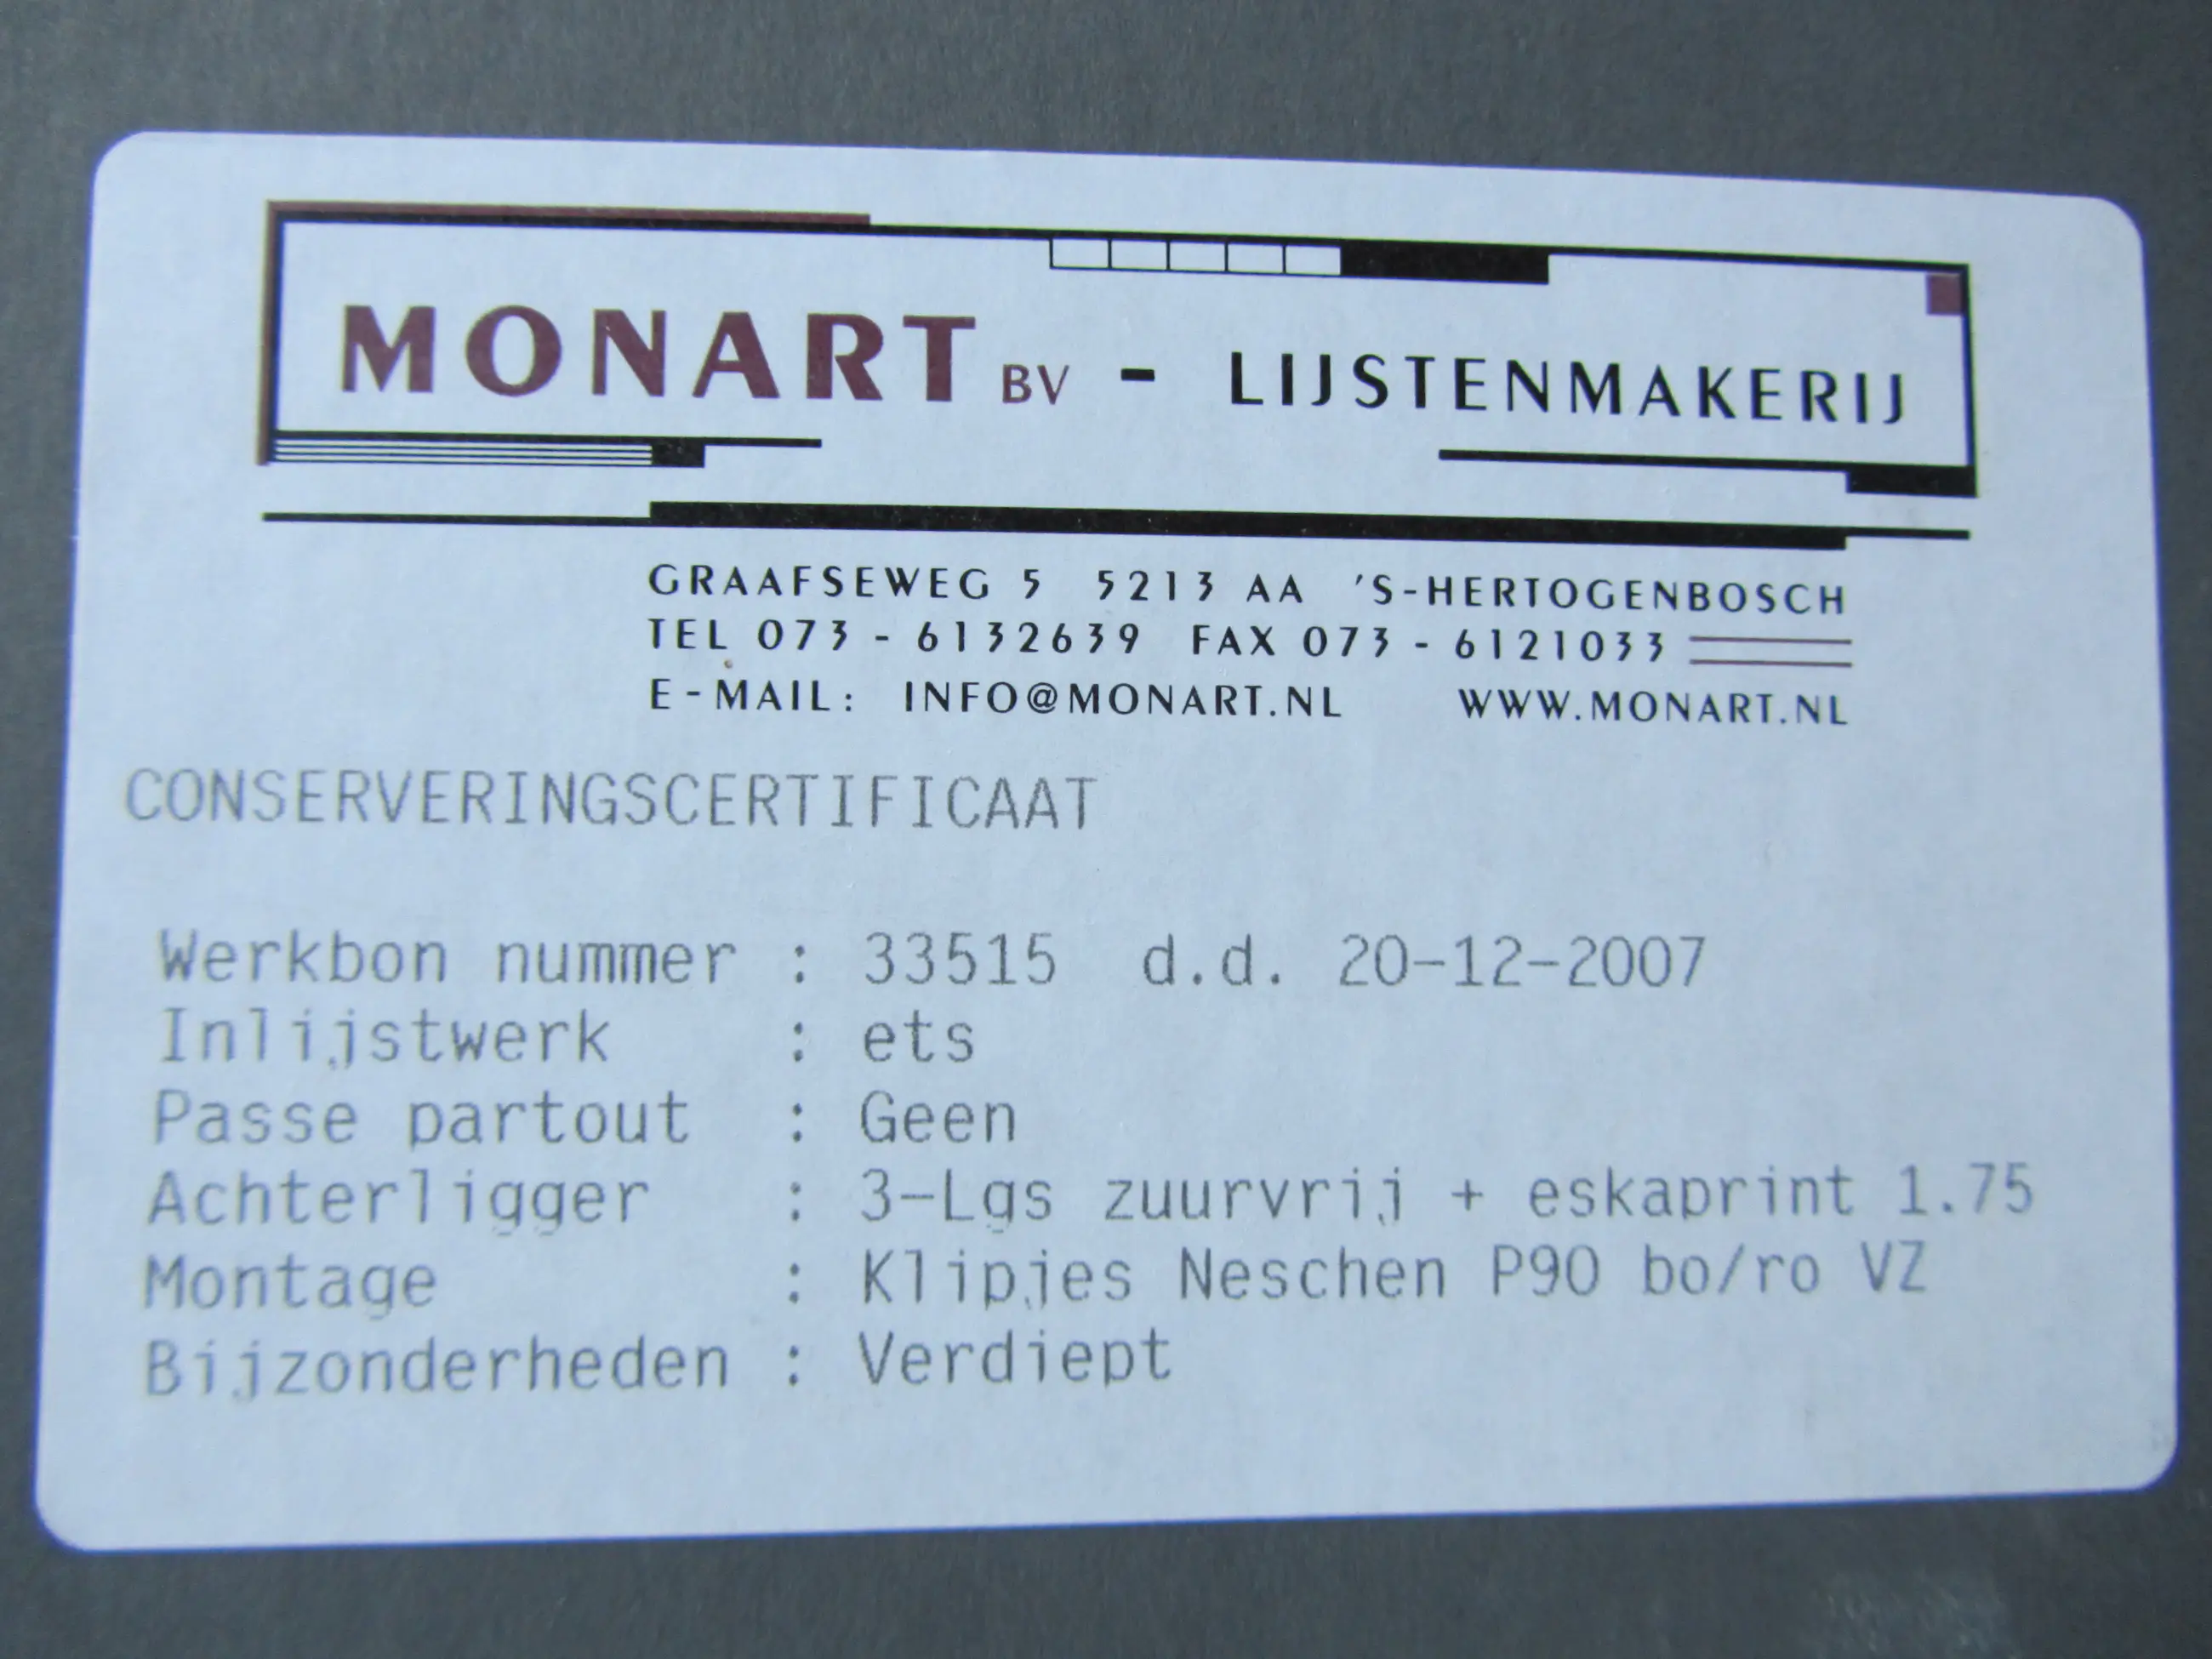 MONART BV - LIJSTENMAKERIJ
GRAAFSEWEG 5 5213 AA 'S-HERTOGENBOSCH
TEL 073 - 6132639 FAX 073 - 6121033
E-MAIL: INFO@MONART.NL WWW.MONART.NL
CONSERVERINGSCERTIFICAAT
Werkbon nummer : 33515 d.d. 20-12-2007
Inlijstwerk : ets
Passe partout : Geen
Achterligger : 3-Lgs zuurvrij + eskaprint 1.75
Montage : Klipjes Neschen P90 bo/ro VZ
Bijzonderheden : Verdiept